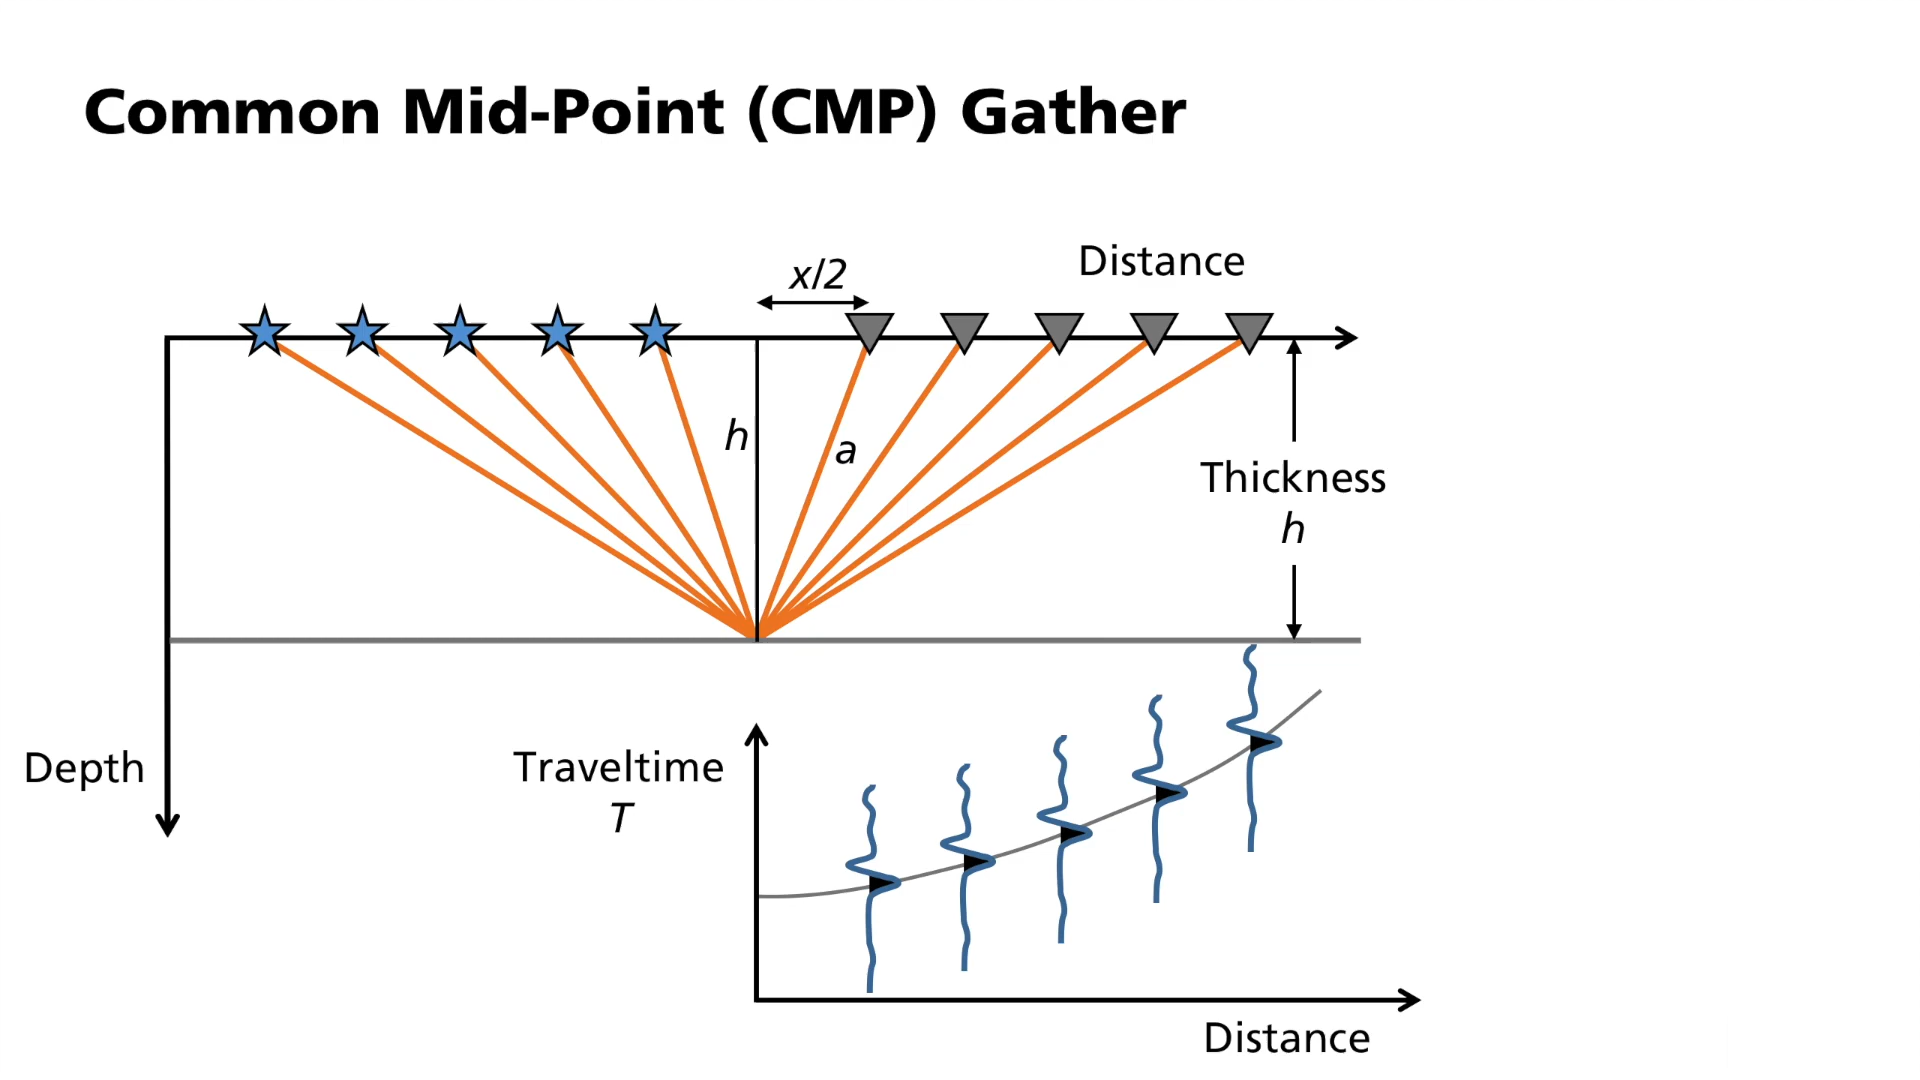 Common Mid-Point (CMP) Gather
Distance
x/2
h
a
Thickness
h
Depth
Traveltime
T
Distance